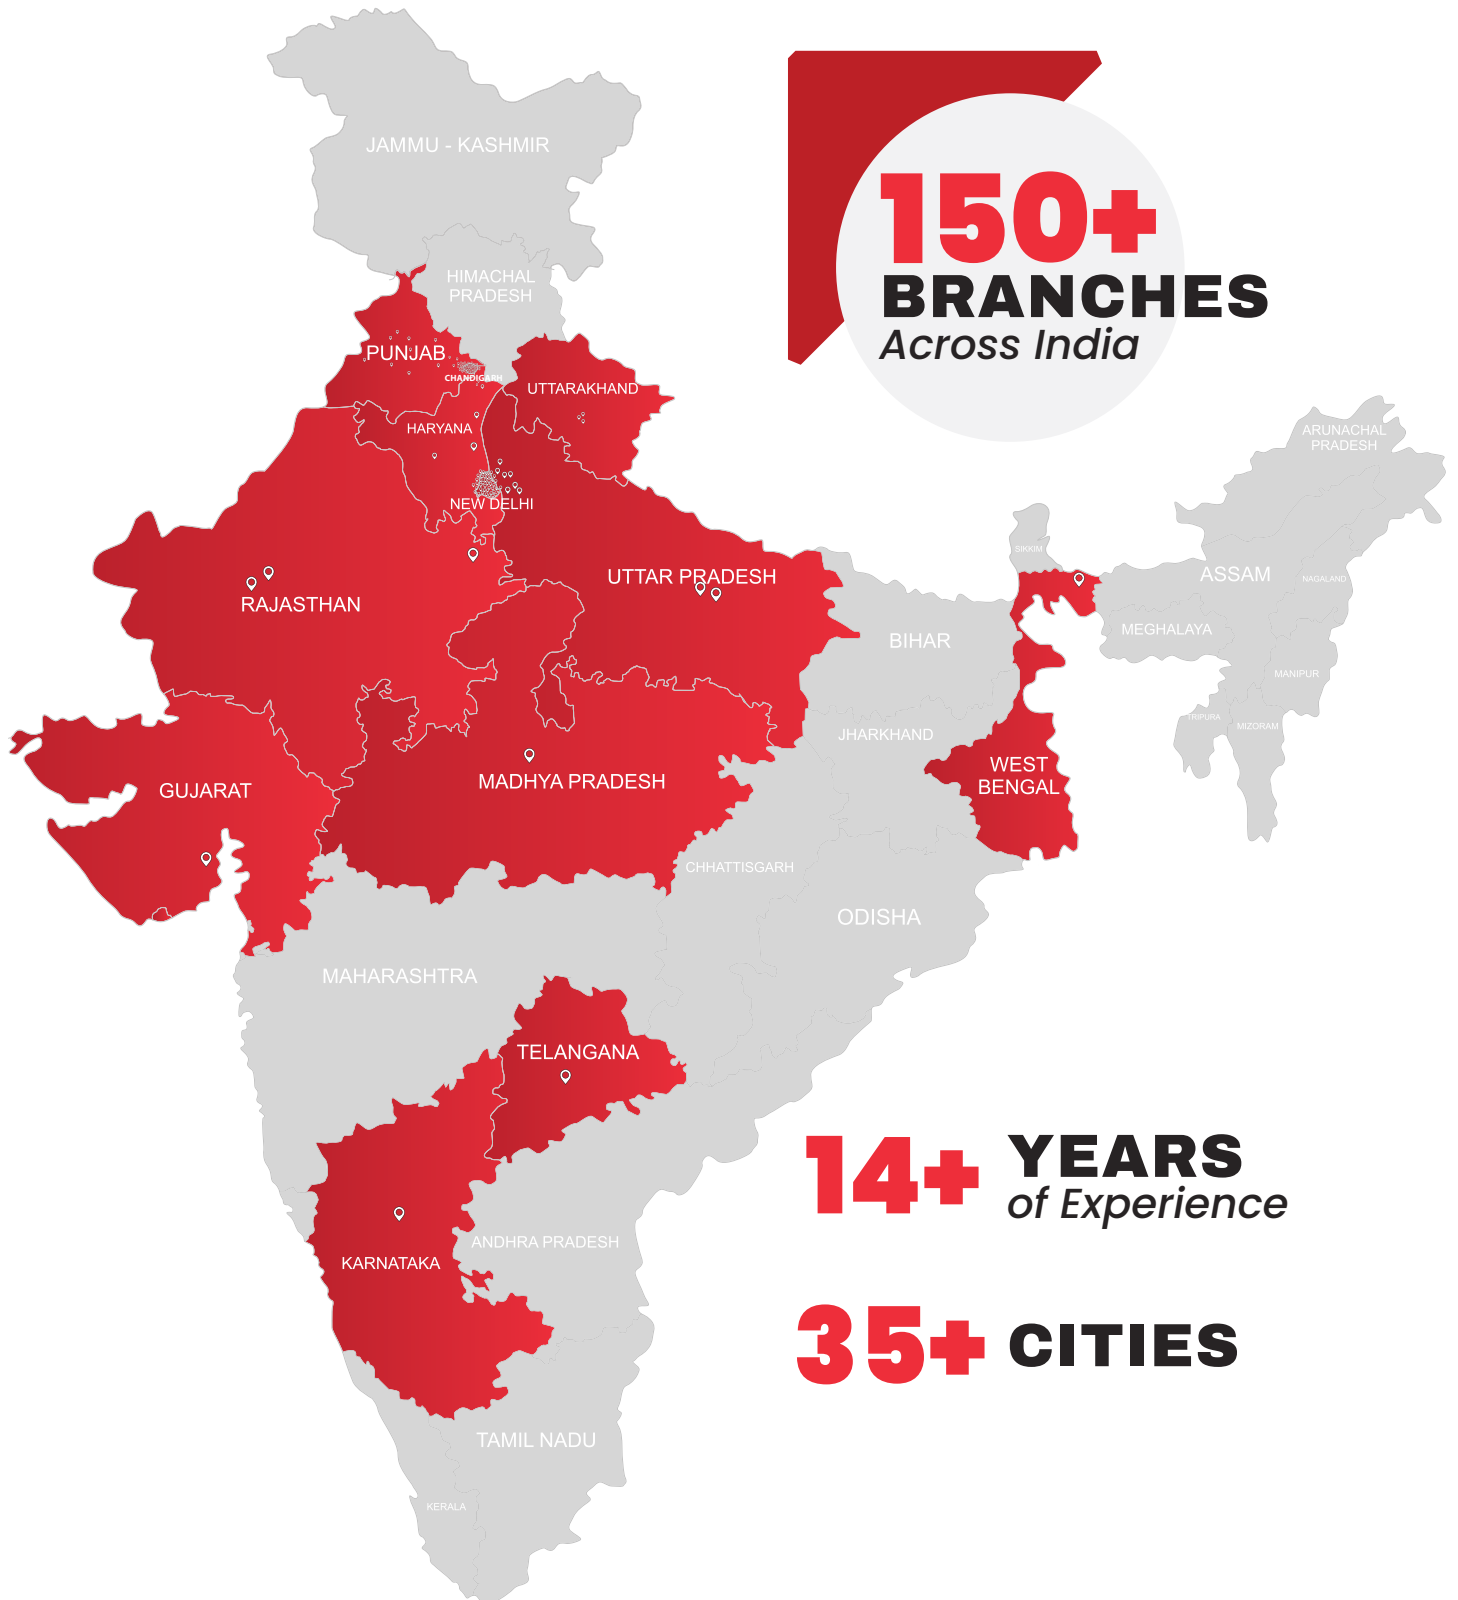 JAMMU - KASHMIR
HIMACHAL
PRADESH
PUNJAB
CHANDIGARH
UTTARAKHAND
HARYANA
NEW DELHI
RAJASTHAN
UTTAR PRADESH
GUJARAT
MADHYA PRADESH
BIHAR
JHARKHAND
WEST
BENGAL
SIKKIM
ARUNACHAL
PRADESH
ASSAM
NAGALAND
MEGHALAYA
MANIPUR
TRIPURA
MIZORAM
CHHATTISGARH
ODISHA
MAHARASHTRA
TELANGANA
KARNATAKA
ANDHRA PRADESH
TAMIL NADU
KERALA
150+
BRANCHES
Across India
14+ YEARS
of Experience
35+ CITIES